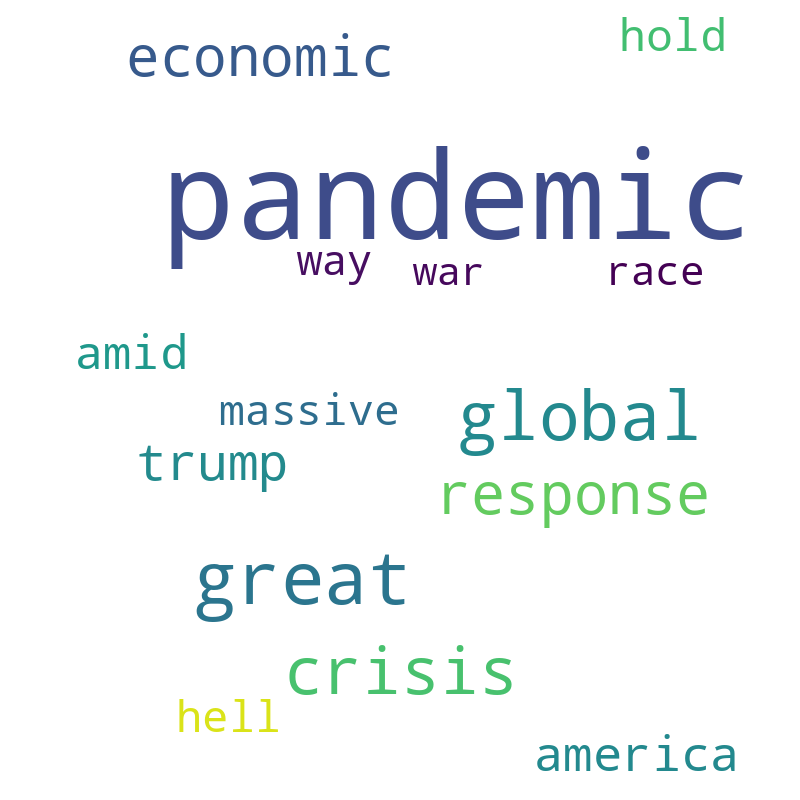 hold
economic
pandemic
way war race
amid
massive
global
trump
response
great
crisis
hell
america